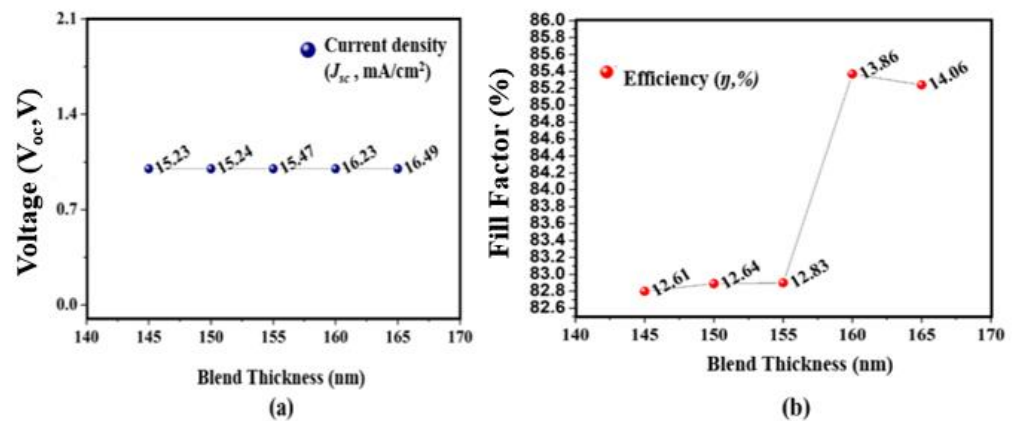 2.1
1.4
0.7
0.0
Voltage (Voc, V)
Current density
(Jsc , mA/cm²)
15.23
15.24
15.47
16.23
16.49
140 145 150 155 160 165 170
Blend Thickness (nm)
(a)
86.0
85.6
85.4
85.2
85.0
84.8
84.6
84.4
84.2
84.0
83.8
83.6
83.4
83.2
83.0
82.8
82.6
Fill Factor (%)
Efficiency (η,%)
12.61
12.64
12.83
13.86
14.06
140 145 150 155 160 165 170
Blend Thickness (nm)
(b)